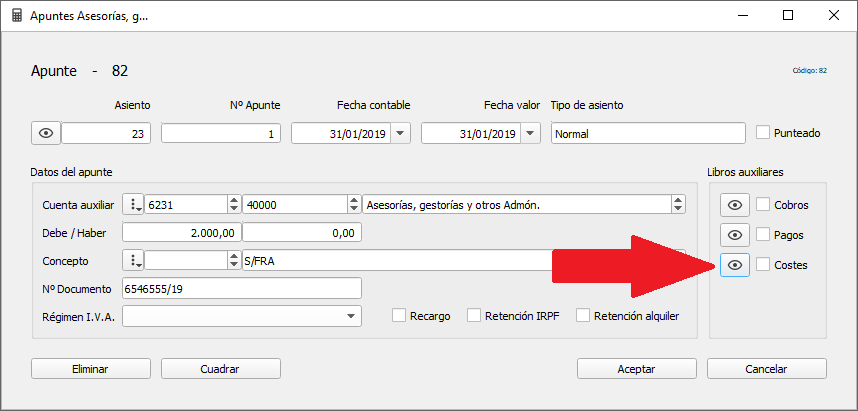 Apuntes Asesorías, g...
Apunte - 82
Código: 82
Asiento Nº Apunte Fecha contable Fecha valor Tipo de asiento
23 1 31/01/2019 31/01/2019 Normal Punteado
Datos del apunte Libros auxiliares
Cuenta auxiliar 6231 40000 Asesorías, gestorías y otros Admón. Cobros
Debe / Haber 2.000,00 0,00 Pagos
Concepto S/FRA Costes
Nº Documento 6546555/19
Régimen I.V.A. Recargo Retención IRPF Retención alquiler
Eliminar Cuadrar Aceptar Cancelar